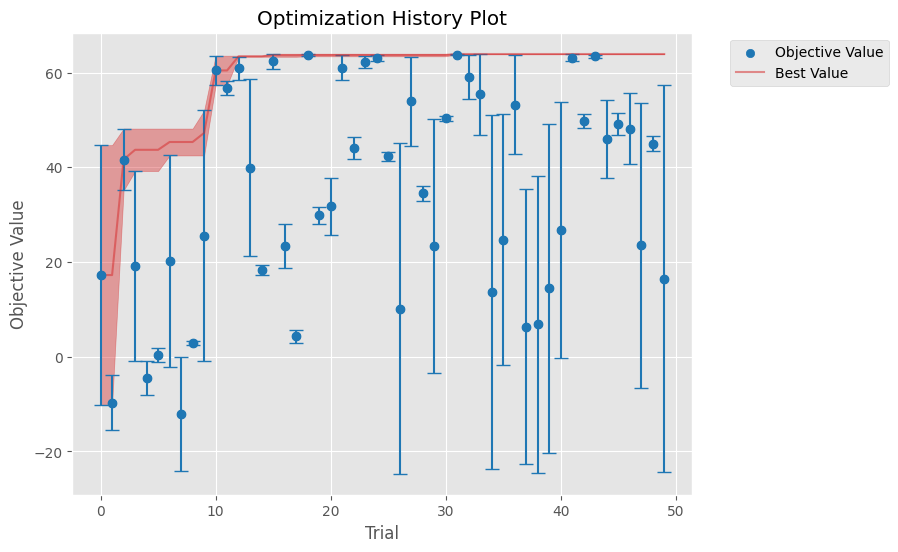 Optimization History Plot
Objective Value
Best Value
Objective Value
60
40
20
0
−20
0 10 20 30 40 50
Trial